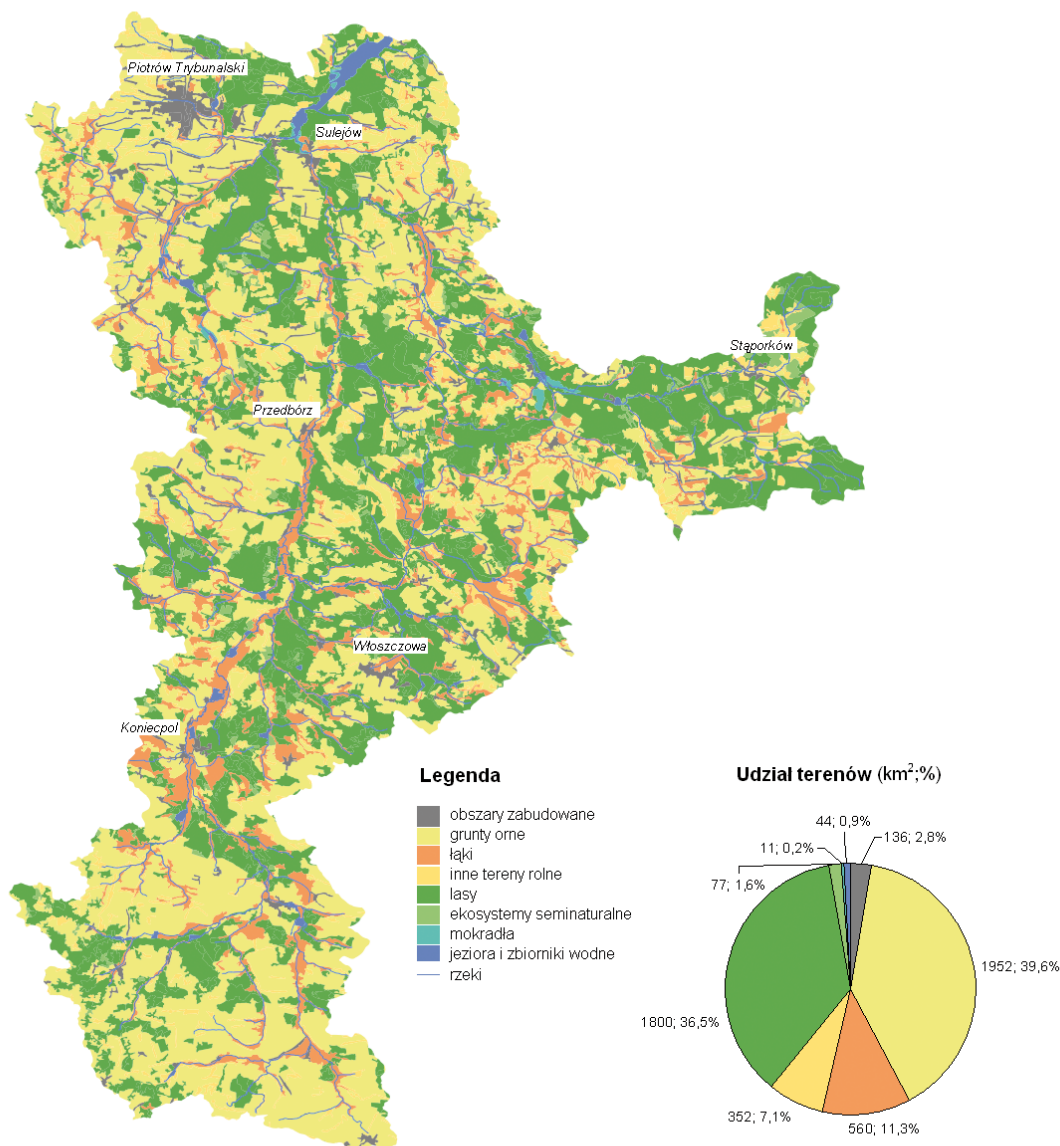 Piotrów Trybunalski
Sulejów
Stąporków
Przedbórz
Włoszczowa
Koniecpol
Legenda
obszary zabudowane
grunty orne
łąki
inne tereny rolne
lasy
ekosystemy seminaturalne
mokradła
jeziora i zbiorniki wodne
rzeki
Udział terenów (km²;%)
44; 0,9%
136; 2,8%
11; 0,2%
77; 1,6%
1952; 39,6%
1800; 36,5%
352; 7,1%
560; 11,3%